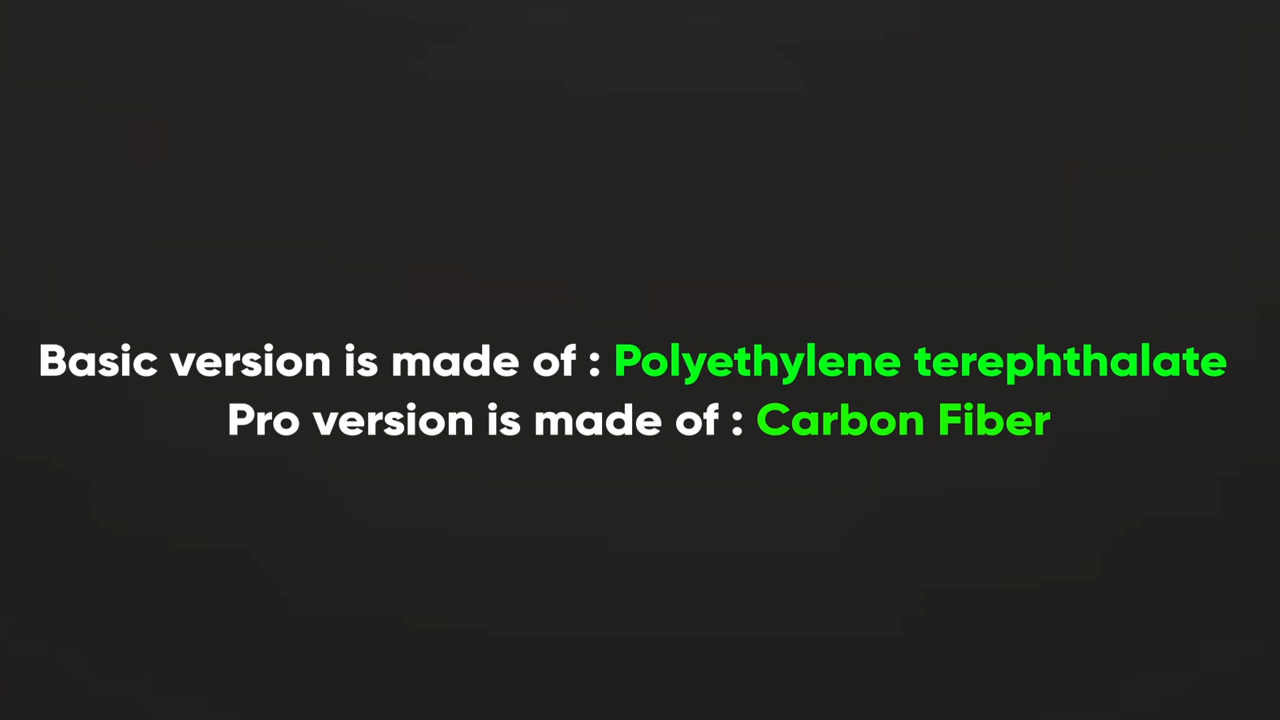 Basic version is made of : Polyethylene terephthalate
Pro version is made of : Carbon Fiber